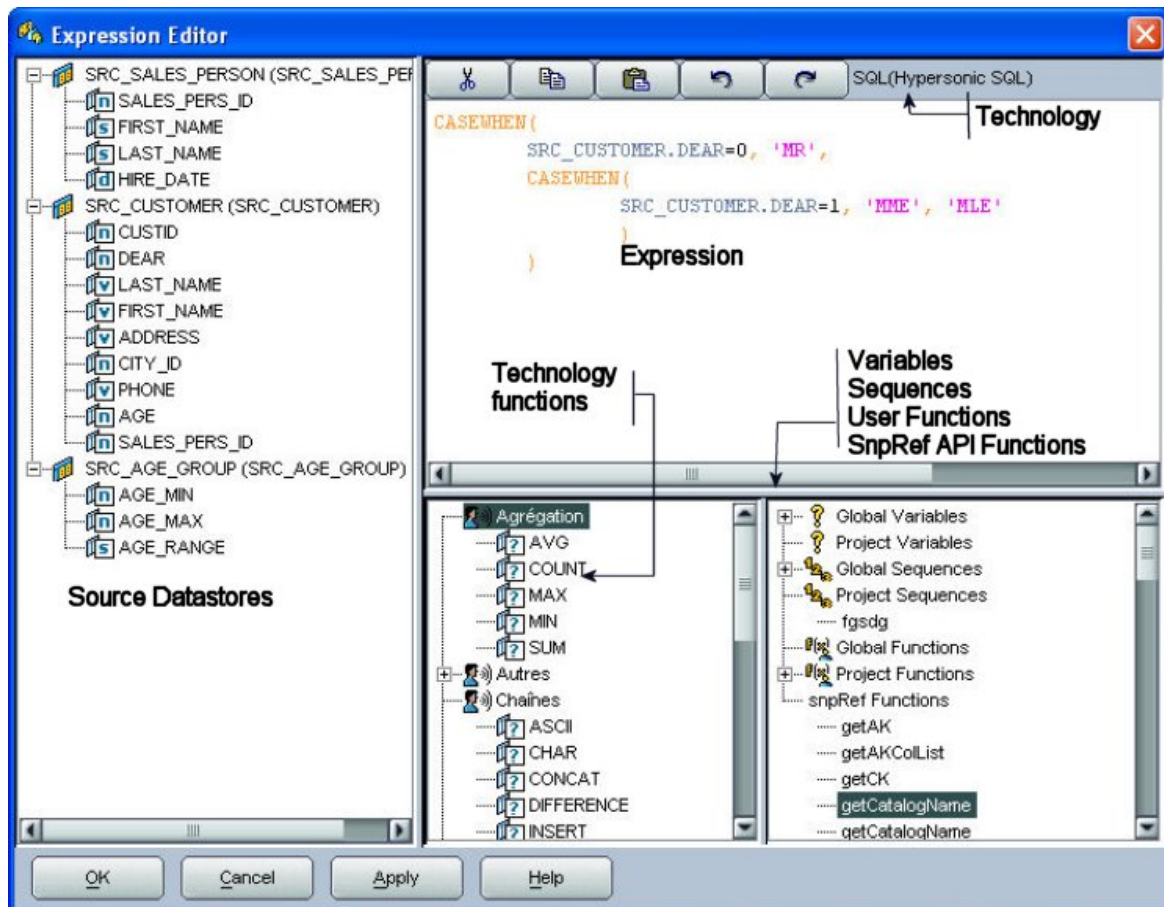 Expression Editor
SRC_SALES_PERSON (SRC_SALES_PER
SALES_PERS_ID
FIRST_NAME
LAST_NAME
HIRE_DATE
SRC_CUSTOMER (SRC_CUSTOMER)
CUSTID
DEAR
LAST_NAME
FIRST_NAME
ADDRESS
CITY_ID
PHONE
AGE
SALES_PERS_ID
SRC_AGE_GROUP (SRC_AGE_GROUP)
AGE_MIN
AGE_MAX
AGE_RANGE
Source Datastores
SQL(Hypersonic SQL)
Technology
CASEWHEN(
SRC_CUSTOMER.DEAR=0, 'MR',
CASEWHEN(
SRC_CUSTOMER.DEAR=1, 'MME', 'MLE'
)
)
Expression
Technology
functions
Variables
Sequences
User Functions
SnpRef API Functions
Agrégation
AVG
COUNT
MAX
MIN
SUM
Autres
Chaînes
ASCII
CHAR
CONCAT
DIFFERENCE
INSERT
Global Variables
Project Variables
Global Sequences
Project Sequences
fgsdg
Global Functions
Project Functions
snpRef Functions
getAK
getAKColList
getCK
getCatalogName
getCatalogName
OK
Cancel
Apply
Help